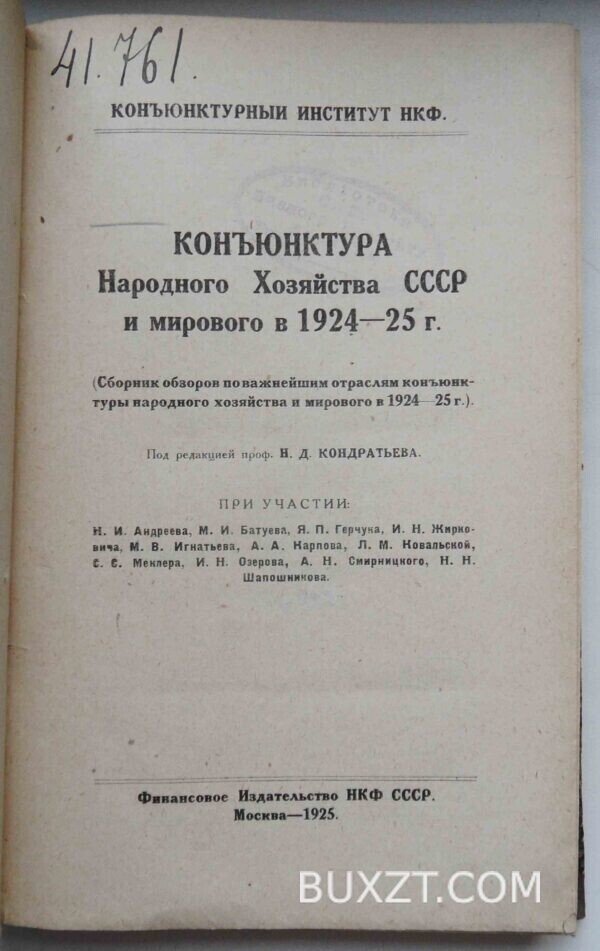 41.761.
КОНЪЮНКТУРНЫИ ИНСТИТУТ НКФ.
Библиотека
КОНЪЮНКТУРА
Народного Хозяйства СССР
и мирового в 1924—25 г.
(Сборник обзоров по важнейшим отраслям конъюнк-
туры народного хозяйства и мирового в 1924—25 г.).
Под редакцией проф. Н. Д. КОНДРАТЬЕВА.
ПРИ УЧАСТИИ:
Н. И. Андреева, М. И. Батуева, Я. П. Герчука, И. Н. Жирко-
вича, М. В. Игнатьева, А. А. Карпова, Л. М. Ковальской,
С. С. Меклера, И. Н. Озерова, А. Н. Смирницкого, Н. Н.
Шапошникова.
Финансовое Издательство НКФ СССР.
Москва—1925.
BUXZT.COM